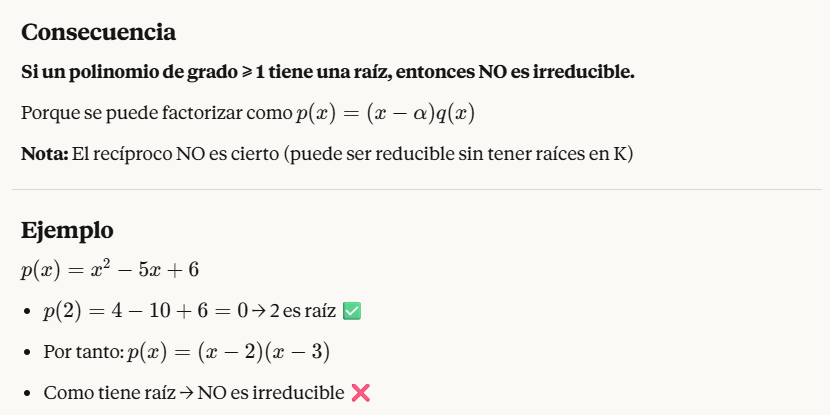 Consecuencia
Si un polinomio de grado ⩾ 1 tiene una raíz, entonces NO es irreducible.
Porque se puede factorizar como p(x) = (x − α)q(x)
Nota: El recíproco NO es cierto (puede ser reducible sin tener raíces en K)
Ejemplo
p(x) = x² − 5x + 6
• p(2) = 4 − 10 + 6 = 0 → 2 es raíz ✅
• Por tanto: p(x) = (x − 2)(x − 3)
• Como tiene raíz → NO es irreducible ❌